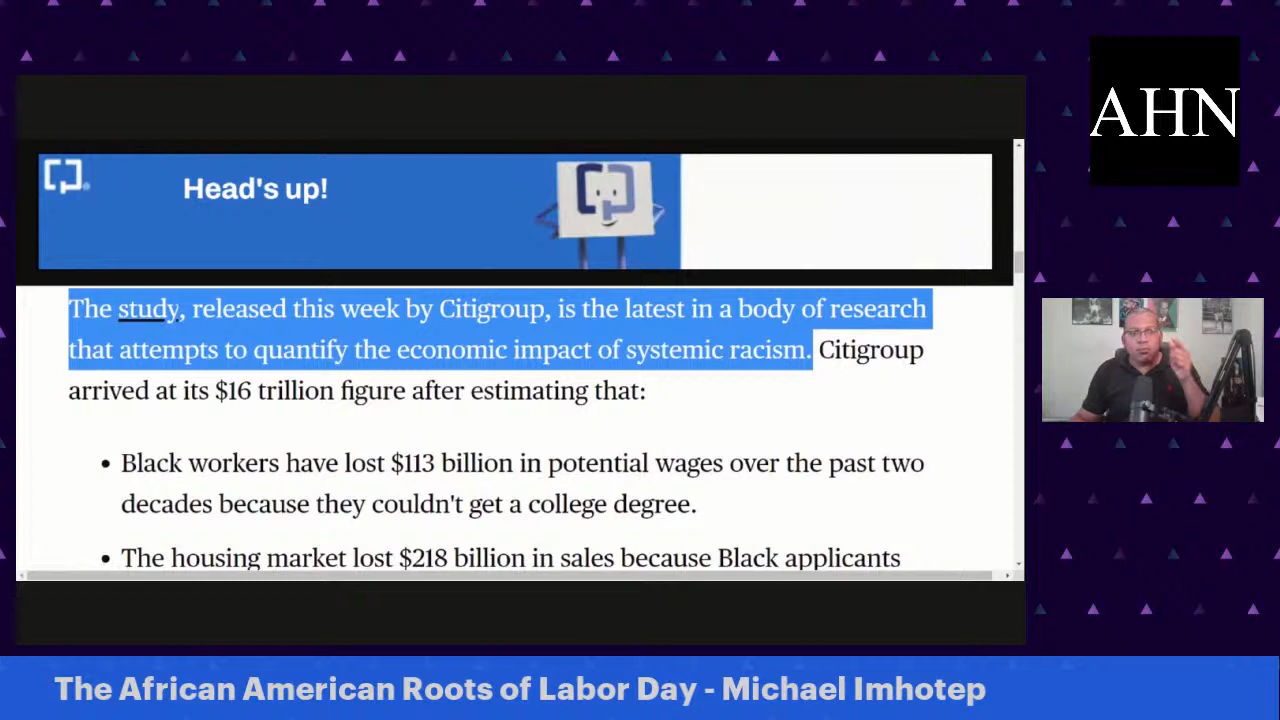 AHN
Head's up!
The study, released this week by Citigroup, is the latest in a body of research
that attempts to quantify the economic impact of systemic racism. Citigroup
arrived at its $16 trillion figure after estimating that:
• Black workers have lost $113 billion in potential wages over the past two
decades because they couldn't get a college degree.
• The housing market lost $218 billion in sales because Black applicants
The African American Roots of Labor Day - Michael Imhotep